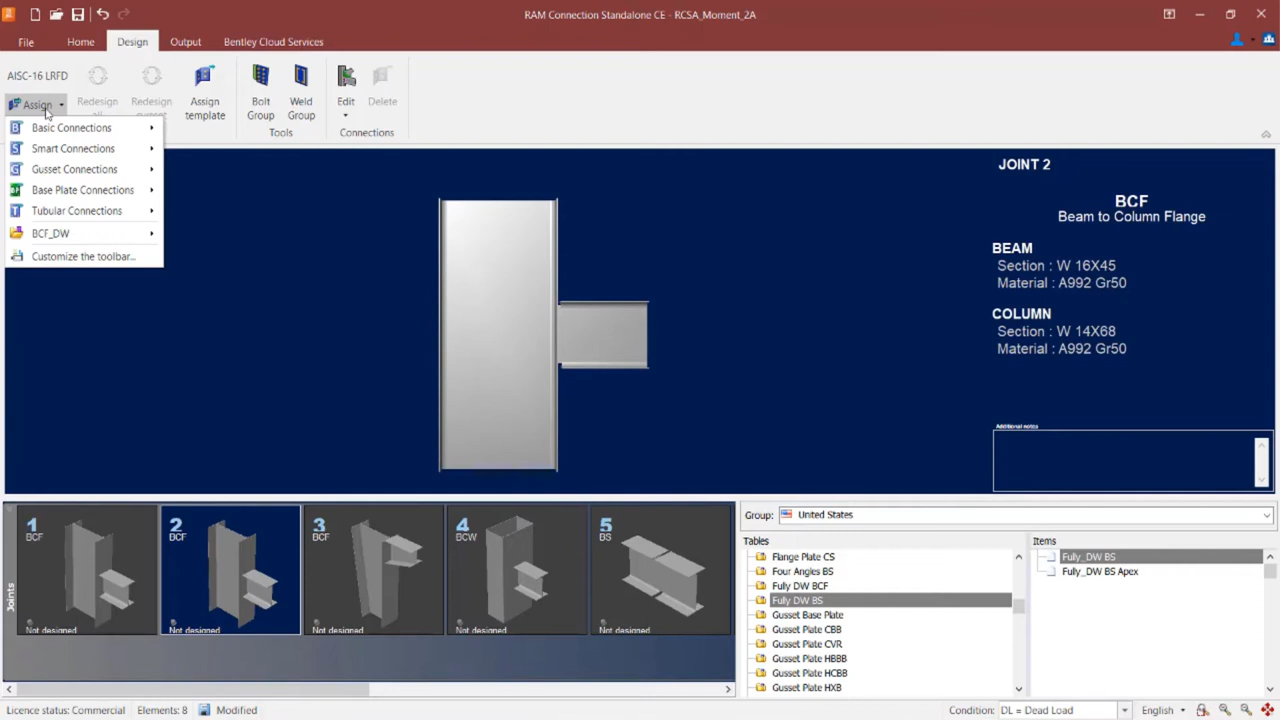 RAM Connection Standalone CE - RCSA_Moment_2A
File
Home
Design
Output
Bentley Cloud Services
AISC-16 LRFD
Assign
Redesign
all
Redesign
Assign
template
Bolt
Group
Weld
Group
Edit
Delete
Tools
Connections
Basic Connections
Smart Connections
Gusset Connections
Base Plate Connections
Tubular Connections
BCF_DW
Customize the toolbar...
JOINT 2
BCF
Beam to Column Flange
BEAM
Section : W 16X45
Material : A992 Gr50
COLUMN
Section : W 14X68
Material : A992 Gr50
Additional notes
Joints
1
BCF
Not designed
2
BCF
Not designed
3
BCF
Not designed
4
BCW
Not designed
5
BS
Not designed
Group:
United States
Tables
Flange Plate CS
Four Angles BS
Fully DW BCF
Fully DW BS
Gusset Base Plate
Gusset Plate CBB
Gusset Plate CVR
Gusset Plate HBBB
Gusset Plate HCBB
Gusset Plate HXB
Items
Fully_DW BS
Fully_DW BS Apex
Licence status: Commercial
Elements: 8
Modified
Condition:
DL = Dead Load
English